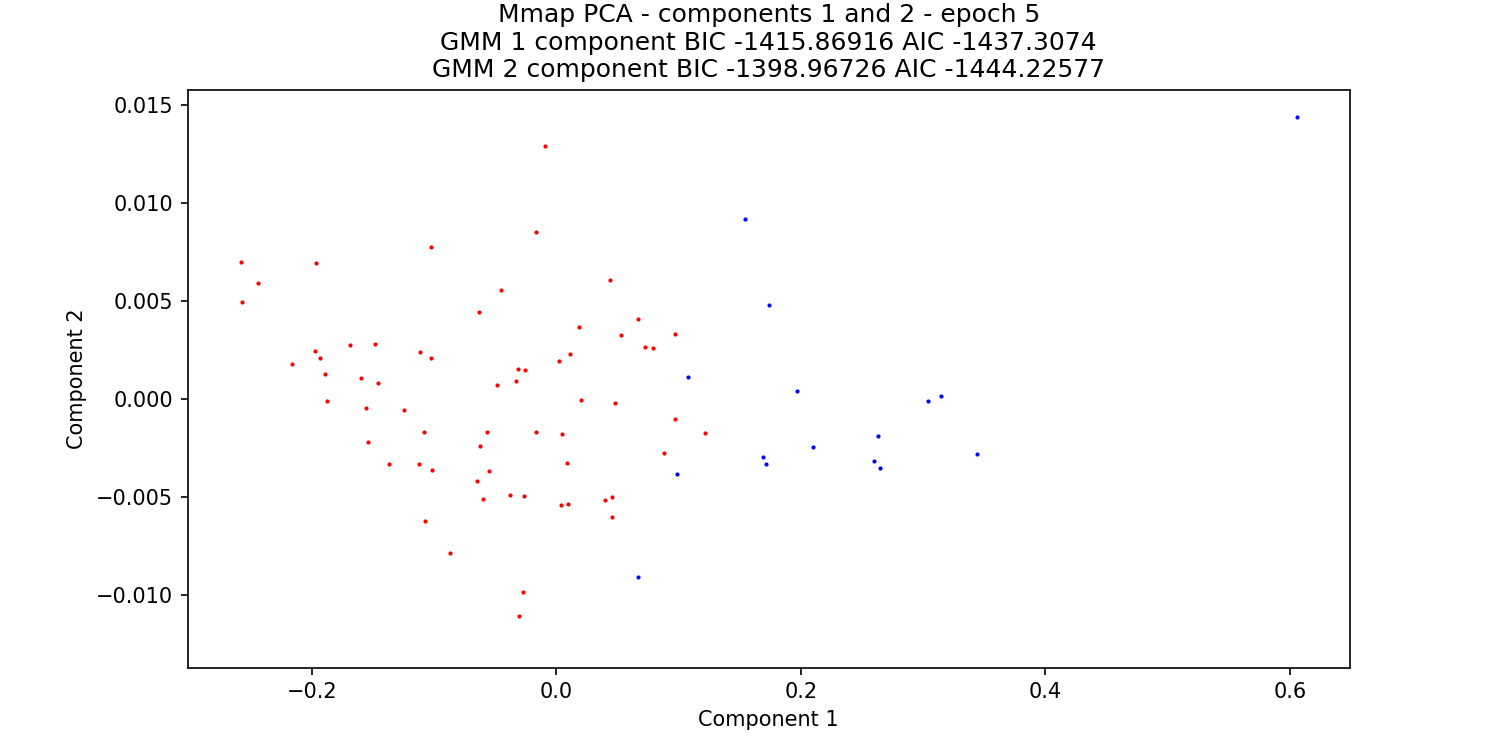 Mmap PCA - components 1 and 2 - epoch 5
GMM 1 component BIC -1415.86916 AIC -1437.3074
GMM 2 component BIC -1398.96726 AIC -1444.22577
0.015
0.010
0.005
0.000
−0.005
−0.010
Component 2
−0.2
0.0
0.2
0.4
0.6
Component 1